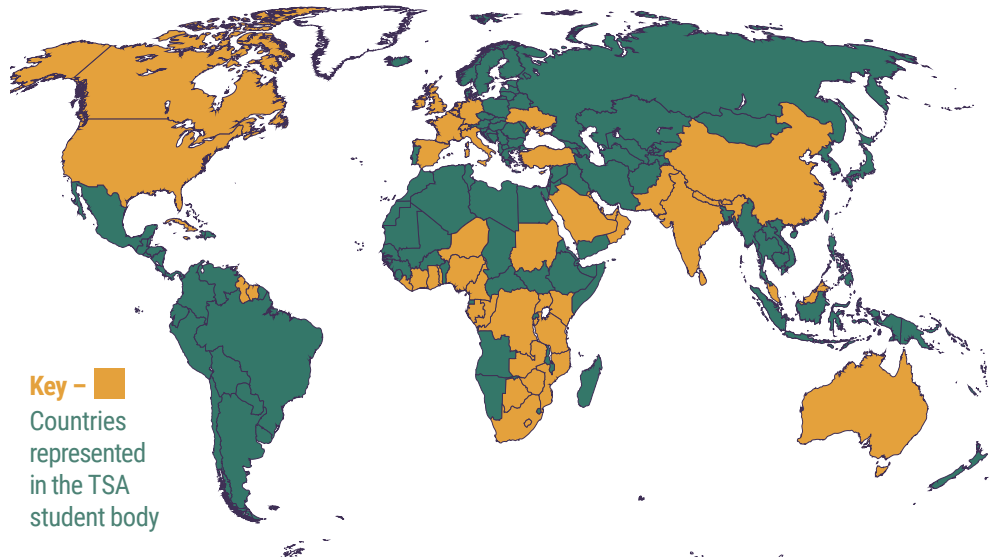 Key –
Countries
represented
in the TSA
student body